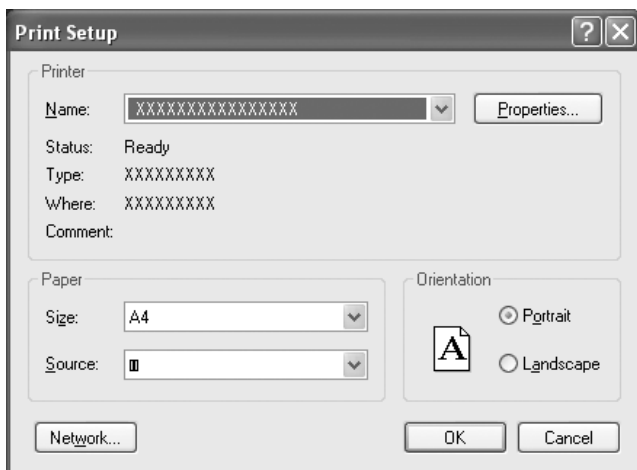 Print Setup
Printer
Name:
XXXXXXXXXXXXXXXX
Properties...
Status:
Ready
Type:
XXXXXXXXX
Where:
XXXXXXXXX
Comment:
Paper
Size:
A4
Source:
Orientation
A
Portrait
Landscape
Network...
OK
Cancel